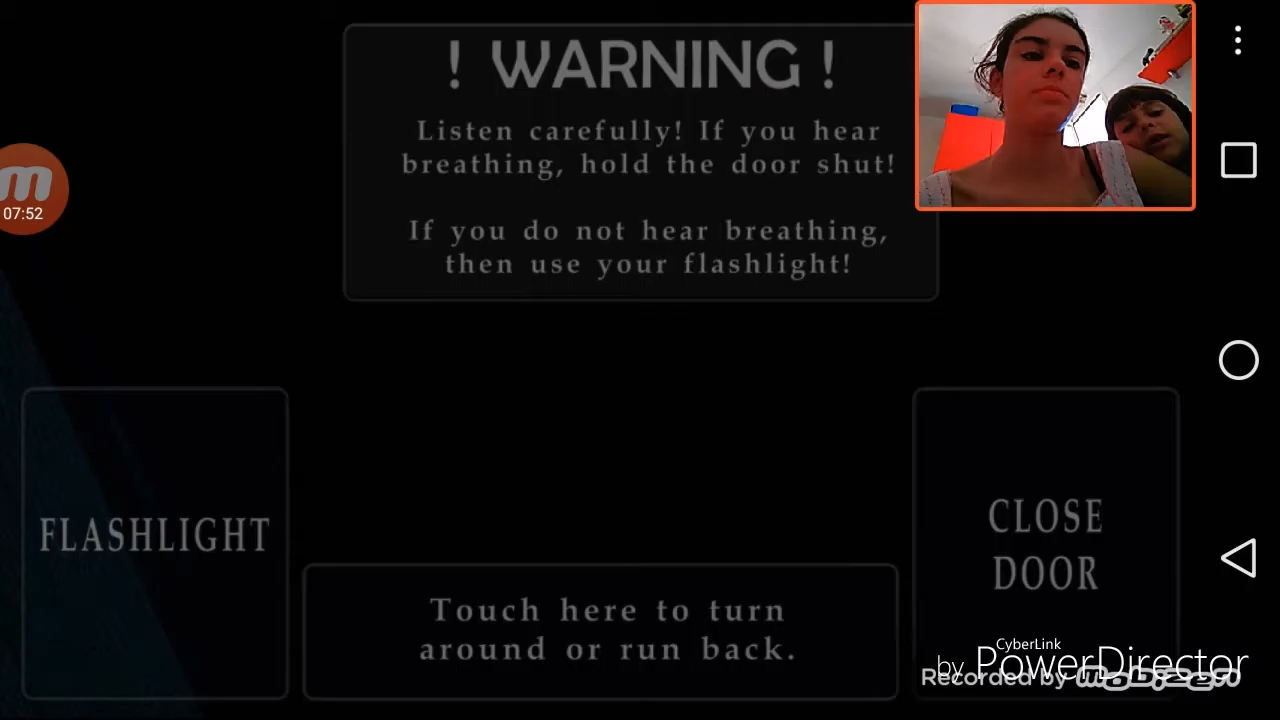 ! WARNING !
Listen carefully! If you hear
breathing, hold the door shut!
If you do not hear breathing,
then use your flashlight!
07:52
FLASHLIGHT
CLOSE
DOOR
Touch here to turn
around or run back.
CyberLink
by PowerDirector
Recorded by mobizen